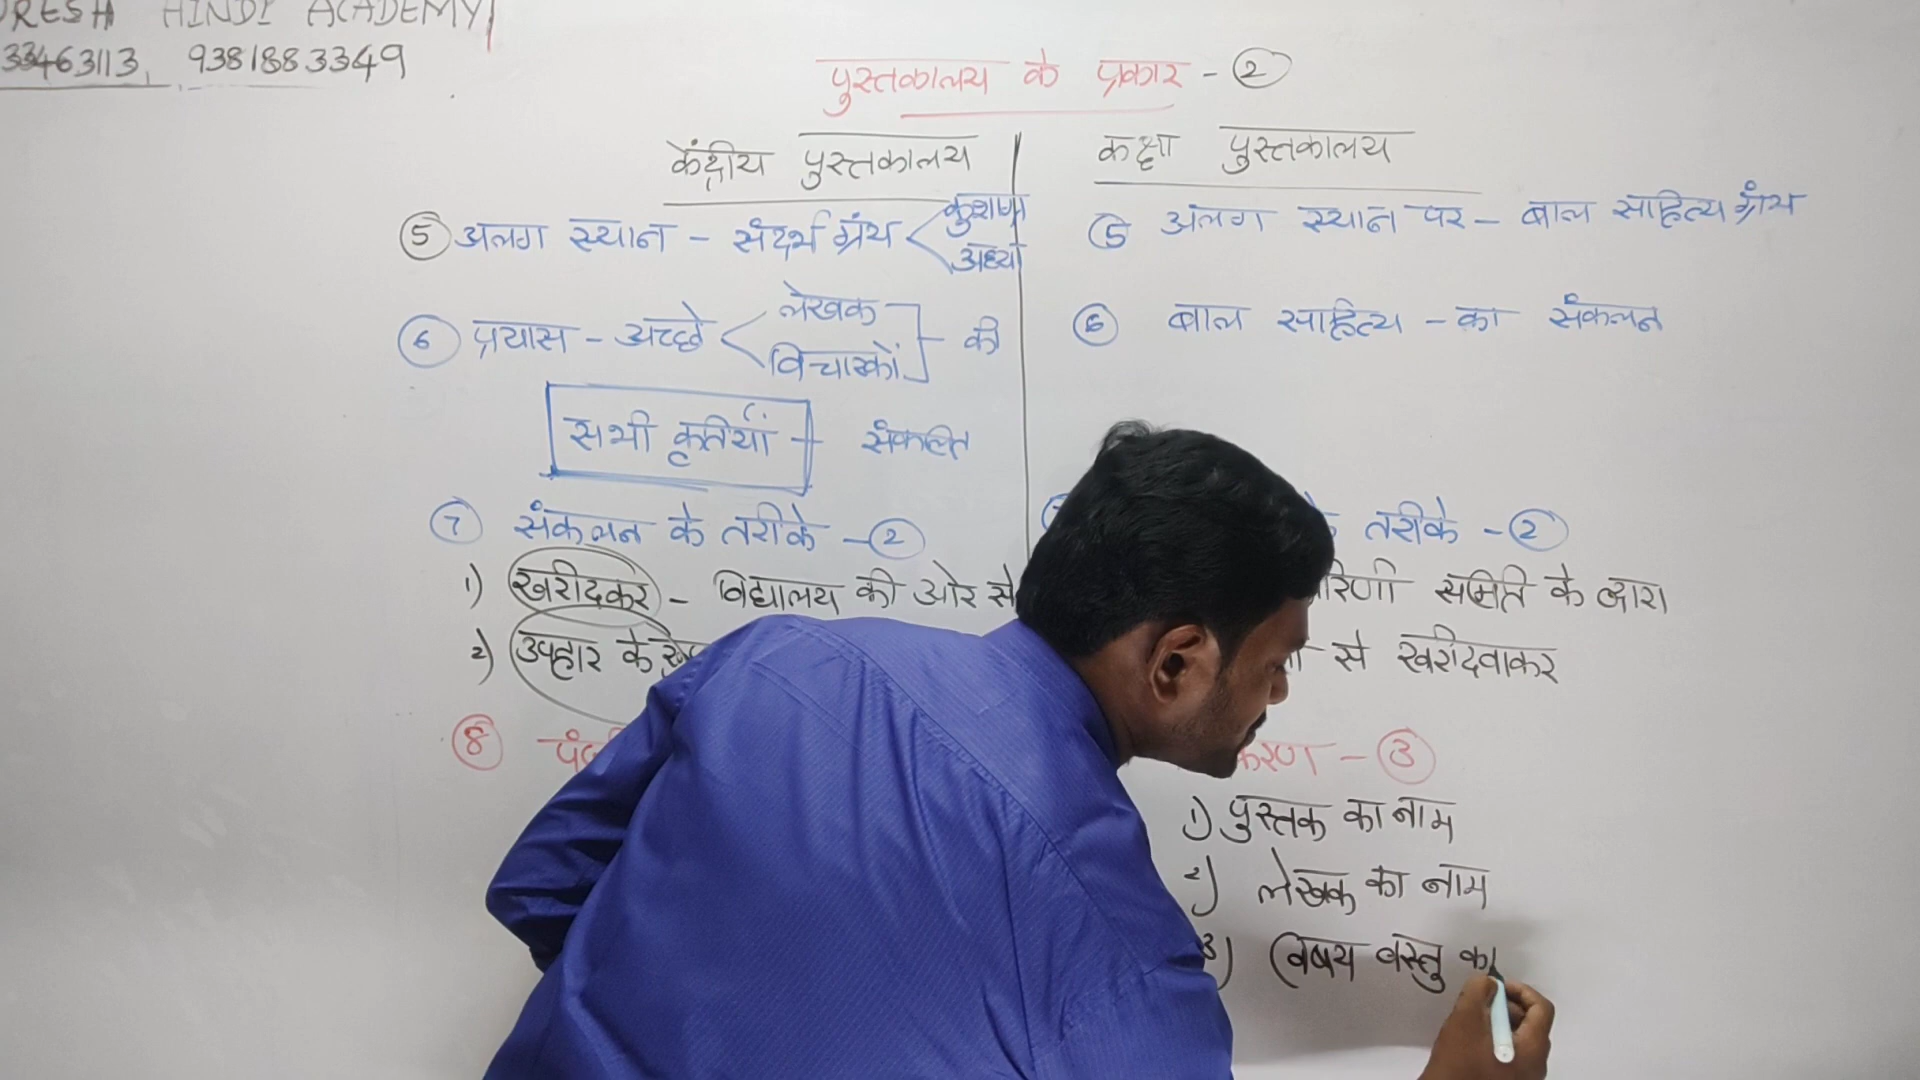 HINDI ACADEMY
33463113, 9381883349
पुस्तकालय के प्रकार - 2
केंद्रीय पुस्तकालय
कक्षा पुस्तकालय
5 अलग स्थान - संदर्भ ग्रंथ
5 अलग स्थान पर - बाल साहित्य ग्रंथ
6 प्रयास - अच्छे लेखक विचारकों की
6 बाल साहित्य - का संकलन
सभी कृतियाँ - संकलित
7 संकलन के तरीके - 2
तरीके - 2
1) खरीदकर - विद्यालय की ओर से
समिति के द्वारा
2) उपहार के
से खरीदवाकर
8
करण - 3
1) पुस्तक का नाम
2) लेखक का नाम
3) विषय वस्तु का